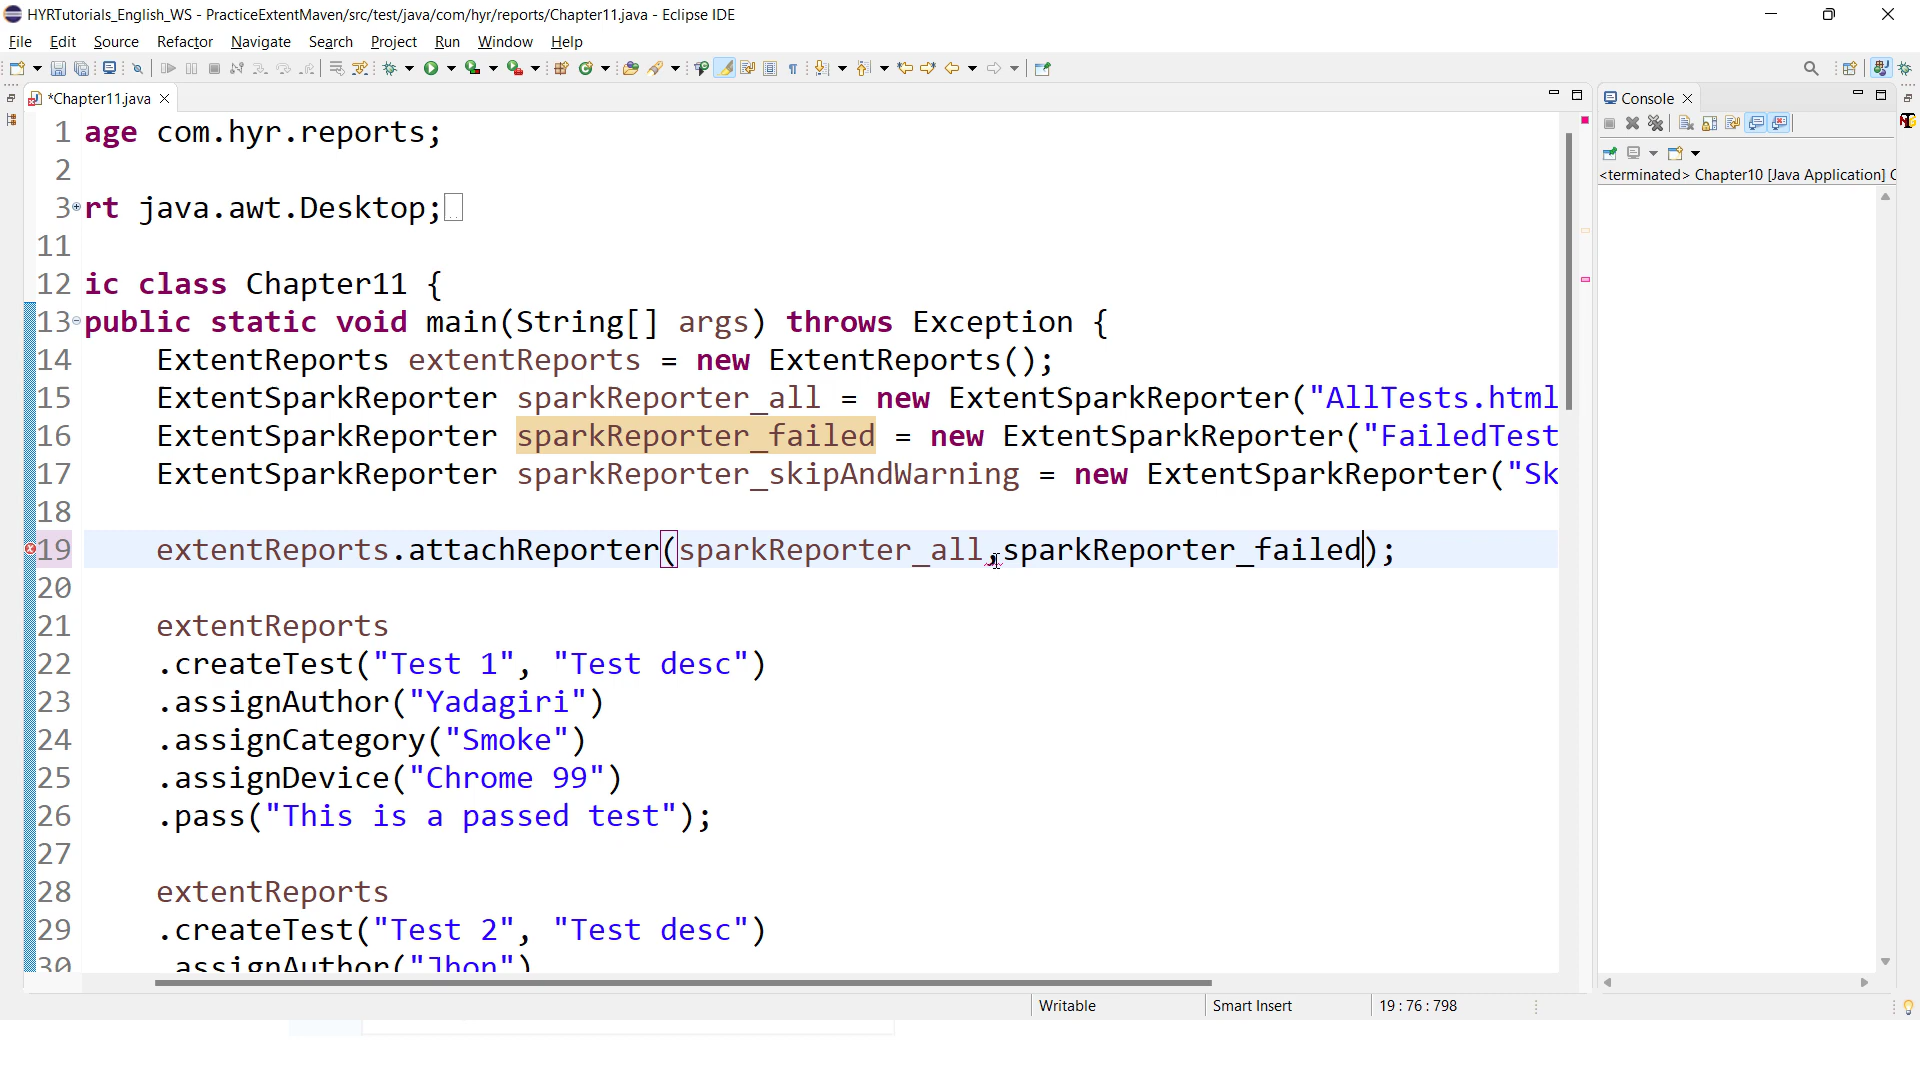 HYRTutorials_English_WS - PracticeExtentMaven/src/test/java/com/hyr/reports/Chapter11.java - Eclipse IDE
File Edit Source Refactor Navigate Search Project Run Window Help
*Chapter11.java
Console
<terminated> Chapter10 [Java Application] C
1 age com.hyr.reports;
2
3 rt java.awt.Desktop;
11
12 ic class Chapter11 {
13 public static void main(String[] args) throws Exception {
14 ExtentReports extentReports = new ExtentReports();
15 ExtentSparkReporter sparkReporter_all = new ExtentSparkReporter("AllTests.html
16 ExtentSparkReporter sparkReporter_failed = new ExtentSparkReporter("FailedTest
17 ExtentSparkReporter sparkReporter_skipAndWarning = new ExtentSparkReporter("Sk
18
19 extentReports.attachReporter(sparkReporter_all,sparkReporter_failed);
20
21 extentReports
22 .createTest("Test 1", "Test desc")
23 .assignAuthor("Yadagiri")
24 .assignCategory("Smoke")
25 .assignDevice("Chrome 99")
26 .pass("This is a passed test");
27
28 extentReports
29 .createTest("Test 2", "Test desc")
30 .assignAuthor("Jhon")
Writable Smart Insert 19 : 76 : 798